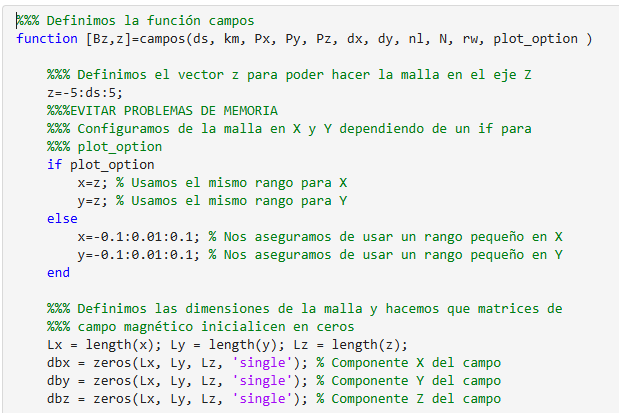 %%% Definimos la función campos
function [Bz,z]=campos(ds, km, Px, Py, Pz, dx, dy, nl, N, rw, plot_option )
%%% Definimos el vector z para poder hacer la malla en el eje Z
z=-5:ds:5;
%%%EVITAR PROBLEMAS DE MEMORIA
%%% Configuramos de la malla en X y Y dependiendo de un if para
%%% plot_option
if plot_option
x=z; % Usamos el mismo rango para X
y=z; % Usamos el mismo rango para Y
else
x=-0.1:0.01:0.1; % Nos aseguramos de usar un rango pequeño en X
y=-0.1:0.01:0.1; % Nos aseguramos de usar un rango pequeño en Y
end
%%% Definimos las dimensiones de la malla y hacemos que matrices de
%%% campo magnético inicialicen en ceros
Lx = length(x); Ly = length(y); Lz = length(z);
dbx = zeros(Lx, Ly, Lz, 'single'); % Componente X del campo
dby = zeros(Lx, Ly, Lz, 'single'); % Componente Y del campo
dbz = zeros(Lx, Ly, Lz, 'single'); % Componente Z del campo